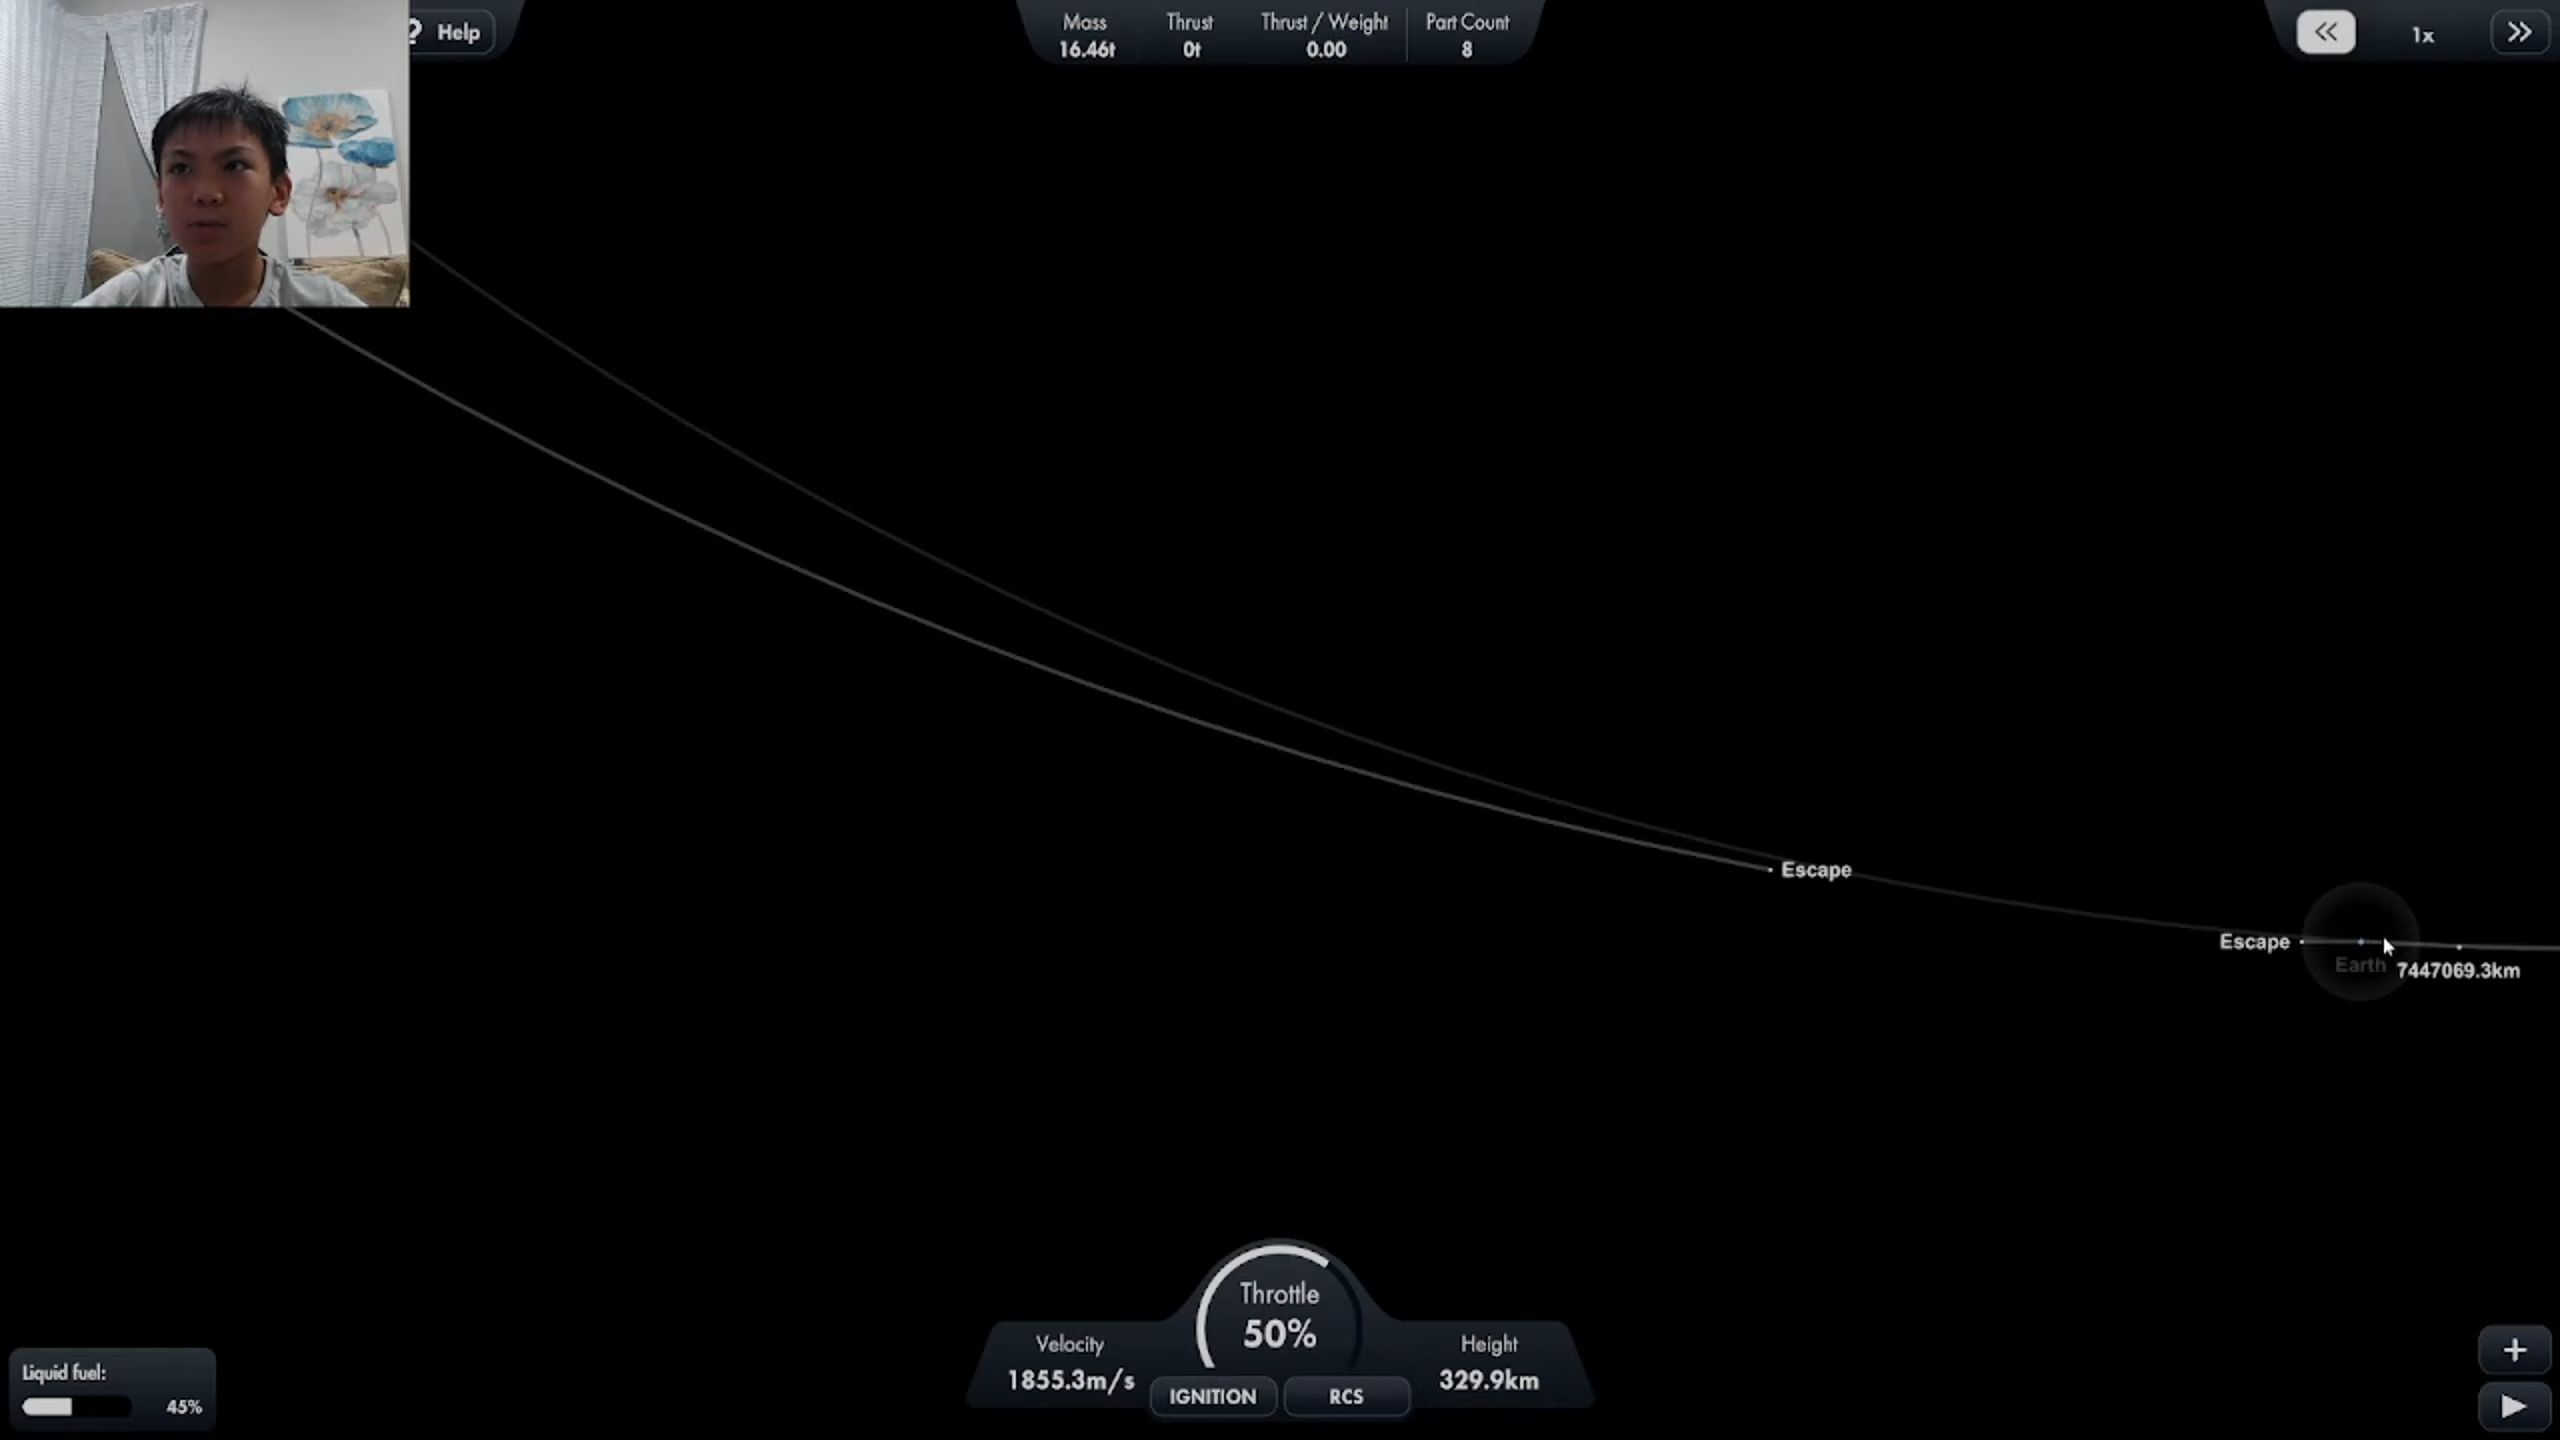 ? Help
Mass
16.46t
Thrust
0t
Thrust / Weight
0.00
Part Count
8
1x
Escape
Escape
Earth
7447069.3km
Throttle
50%
Velocity
1855.3m/s
Height
329.9km
IGNITION
RCS
Liquid fuel:
45%